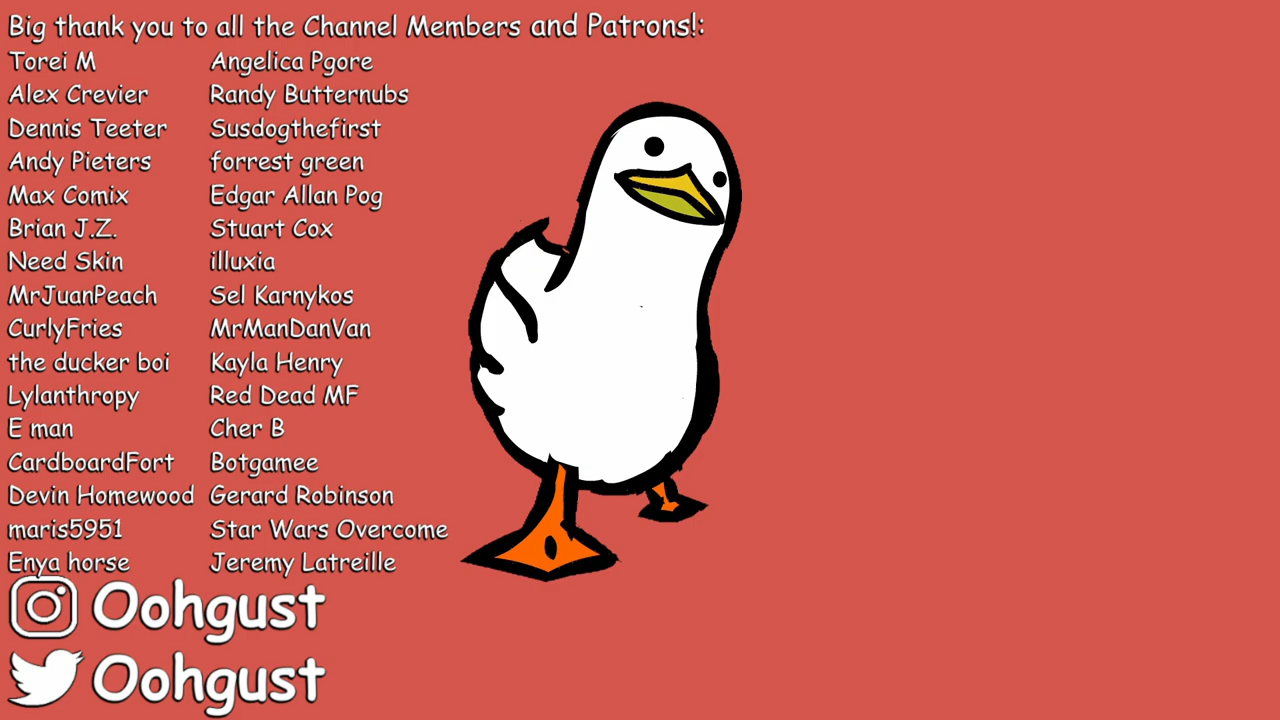 Big thank you to all the Channel Members and Patrons!:
Torei M
Alex Crevier
Dennis Teeter
Andy Pieters
Max Comix
Brian J.Z.
Need Skin
MrJuanPeach
CurlyFries
the ducker boi
Lylanthropy
E man
CardboardFort
Devin Homewood
maris5951
Enya horse
Angelica Pgore
Randy Butternubs
Susdogthefirst
forrest green
Edgar Allan Pog
Stuart Cox
illuxia
Sel Karnykos
MrManDanVan
Kayla Henry
Red Dead MF
Cher B
Botgamee
Gerard Robinson
Star Wars Overcome
Jeremy Latreille
Oohgust
Oohgust